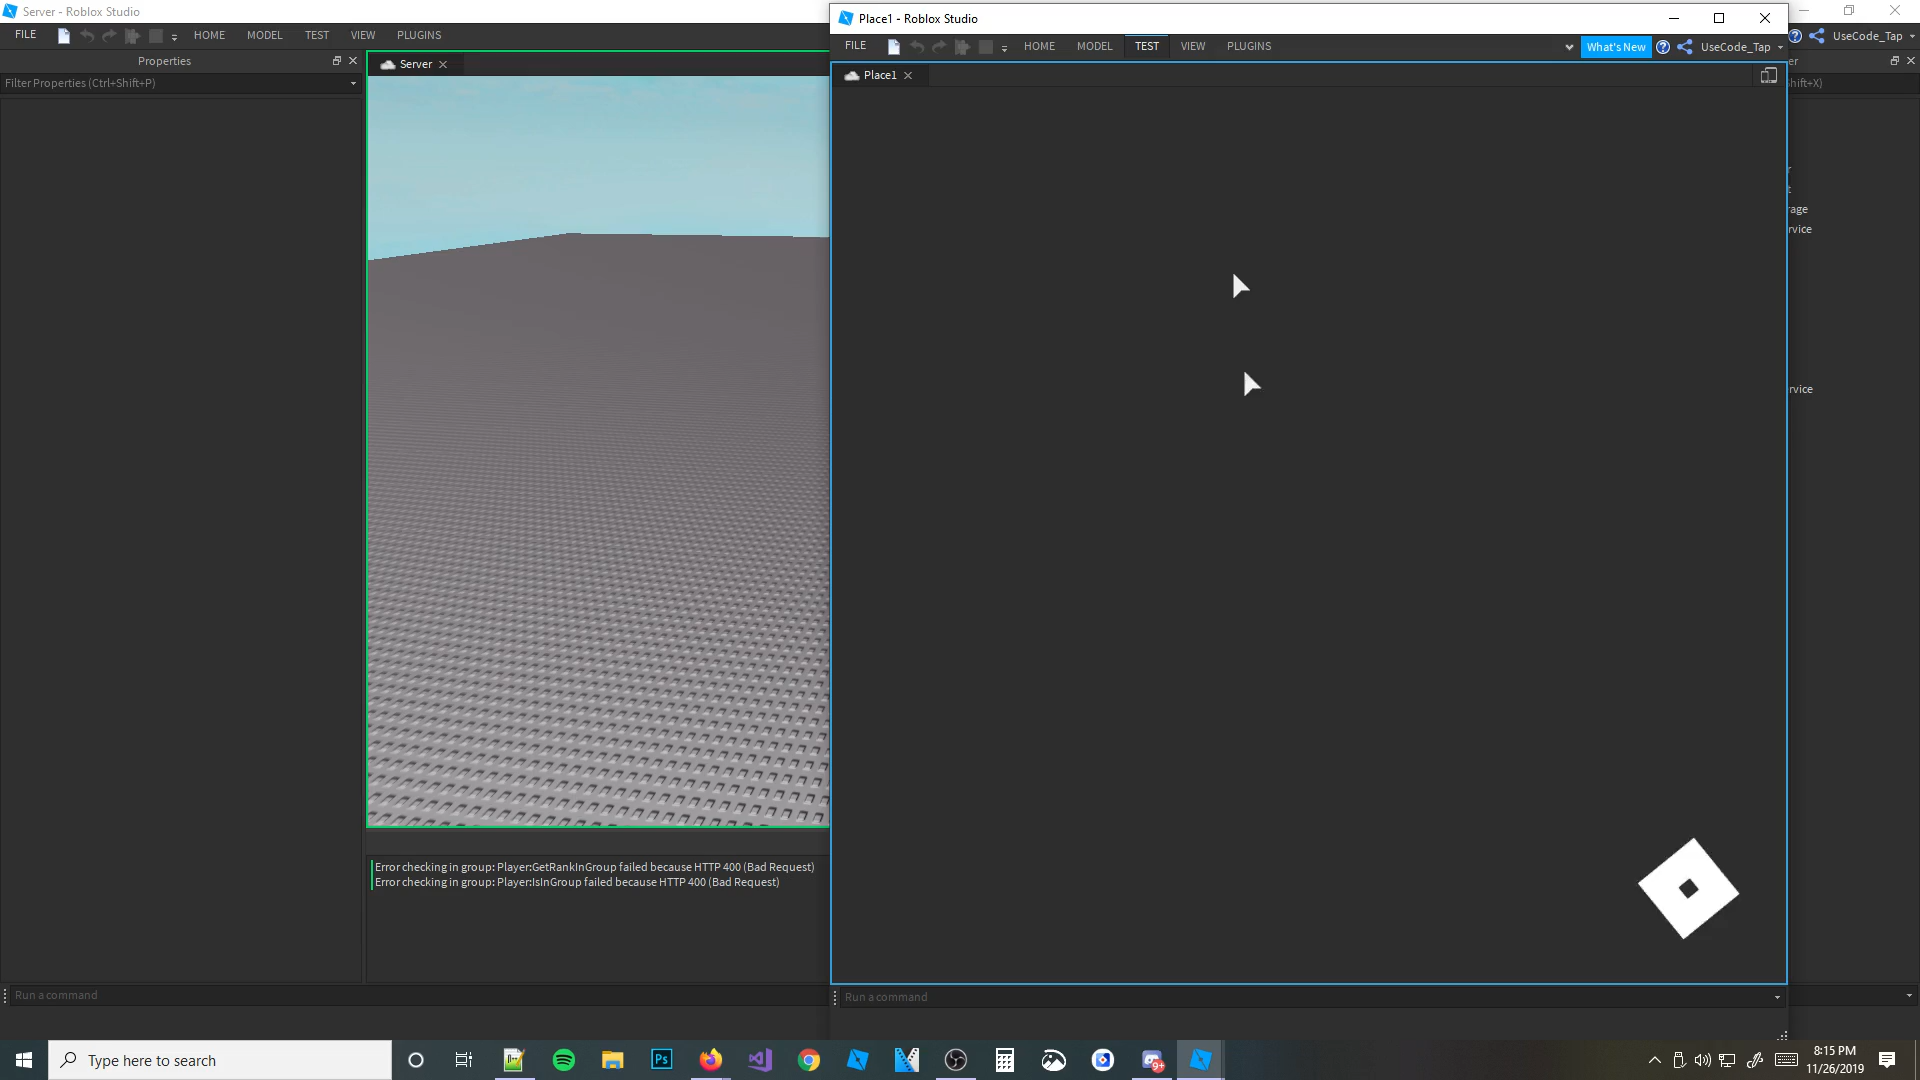 Server - Roblox Studio
FILE HOME MODEL TEST VIEW PLUGINS
UseCode_Tap
Properties
Filter Properties (Ctrl+Shift+P)
Server
Place1 - Roblox Studio
FILE HOME MODEL TEST VIEW PLUGINS
What's New
UseCode_Tap
Place1
er
hift+X)
r
t
rage
rvice
rvice
Error checking in group: Player:GetRankInGroup failed because HTTP 400 (Bad Request)
Error checking in group: Player:IsInGroup failed because HTTP 400 (Bad Request)
Run a command
Run a command
Type here to search
Ps
9+
8:15 PM
11/26/2019